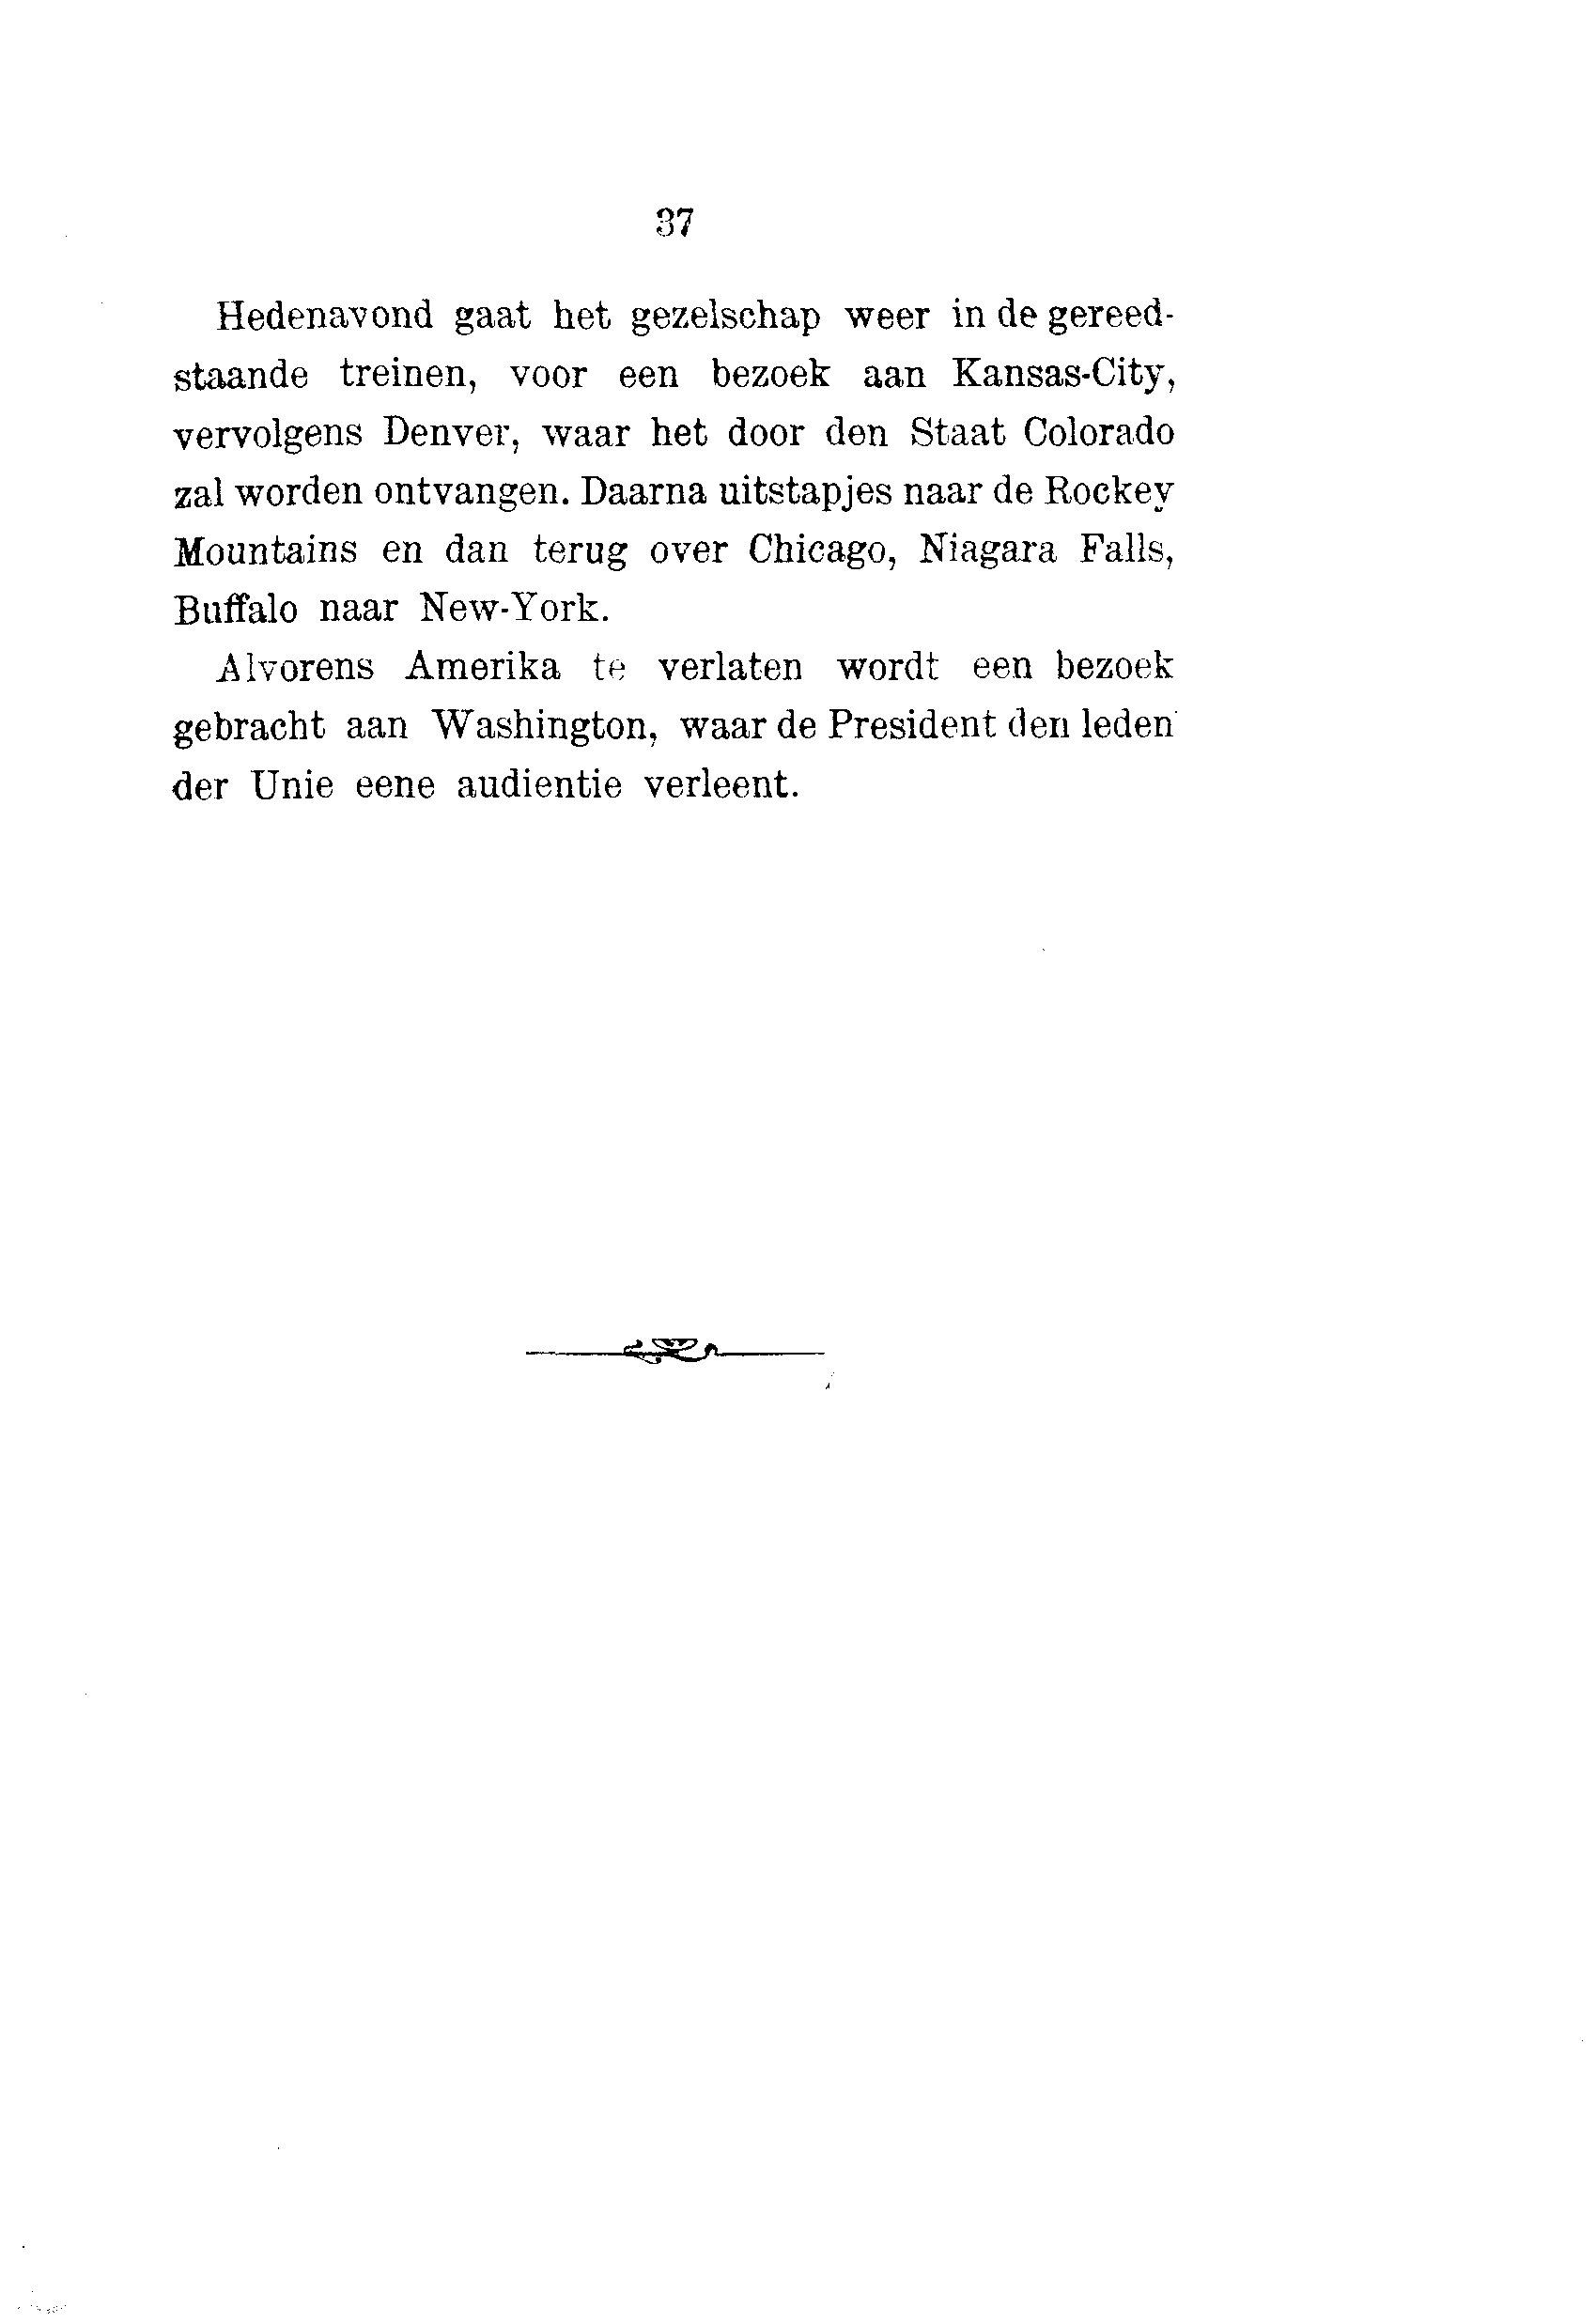 37
Hedenavond gaat het gezelschap weer in de gereed-
staande treinen, voor een bezoek aan Kansas-City,
vervolgens Denver, waar het door den Staat Colorado
zal worden ontvangen. Daarna uitstapjes naar de Rockey
Mountains en dan terug over Chicago, Niagara Falls,
Buffalo naar New-York.
Alvorens Amerika te verlaten wordt een bezoek
gebracht aan Washington, waar de President den leden
der Unie eene audientie verleent.